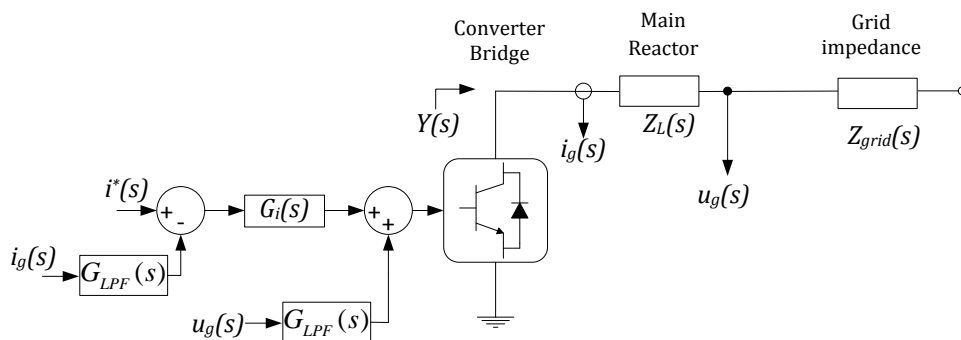 Converter
Bridge
Main
Reactor
Grid
impedance
Y(s)
Z_L(s)
Z_grid(s)
i_g(s)
u_g(s)
i*(s)
+
-
G_i(s)
+
+
i_g(s)
G_LPF(s)
u_g(s)
G_LPF(s)